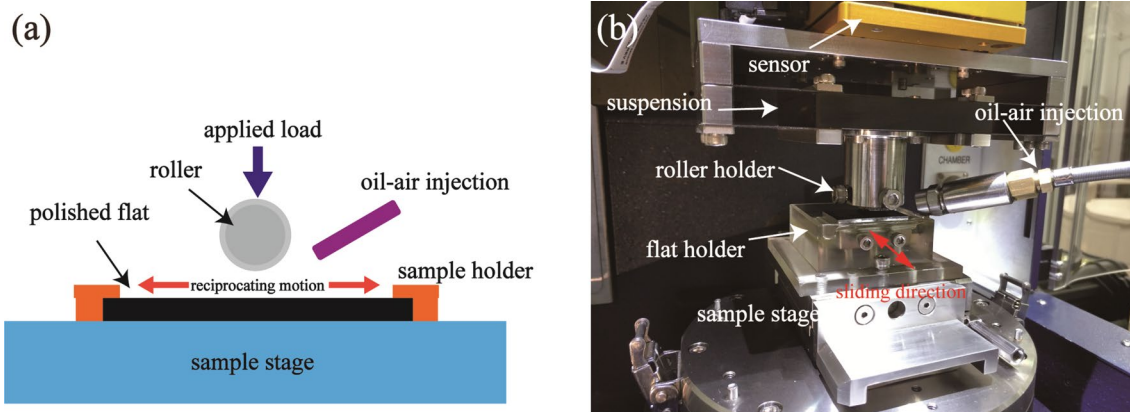 (a)
applied load
roller
oil-air injection
polished flat
sample holder
reciprocating motion
sample stage
(b)
sensor
suspension
oil-air injection
CHAMBER
roller holder
flat holder
sliding direction
sample stage